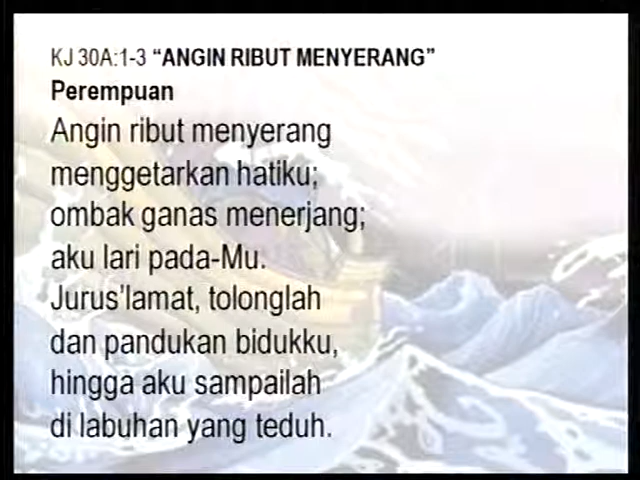 KJ 30A:1-3 “ANGIN RIBUT MENYERANG”
Perempuan
Angin ribut menyerang
menggetarkan hatiku;
ombak ganas menerjang;
aku lari pada-Mu.
Jurus’lamat, tolonglah
dan pandukan bidukku,
hingga aku sampailah
di labuhan yang teduh.